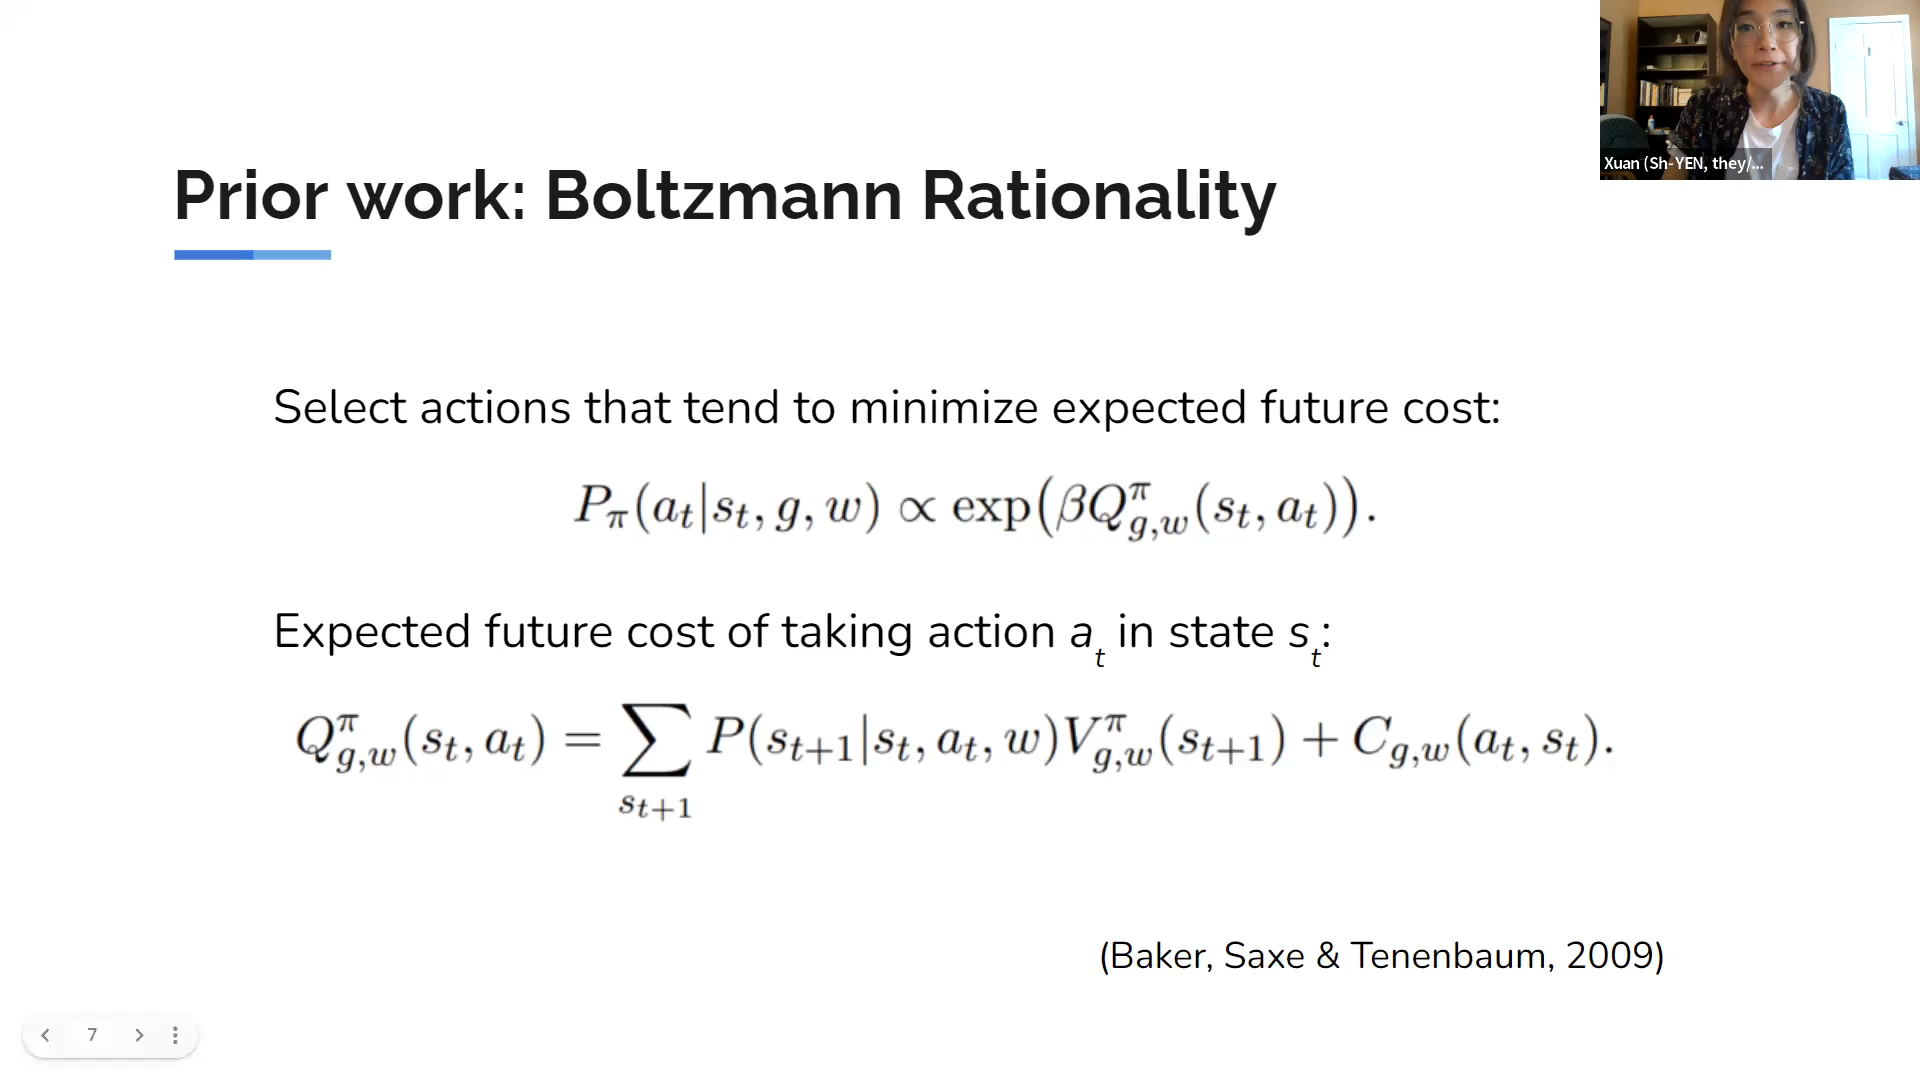 Xuan (Sh-YEN, they/...
Prior work: Boltzmann Rationality
Select actions that tend to minimize expected future cost:
P_π(a_t|s_t, g, w) ∝ exp(βQ^π_{g,w}(s_t, a_t)).
Expected future cost of taking action a_t in state s_t:
Q^π_{g,w}(s_t, a_t) = ∑_{s_{t+1}} P(s_{t+1}|s_t, a_t, w)V^π_{g,w}(s_{t+1}) + C_{g,w}(a_t, s_t).
(Baker, Saxe & Tenenbaum, 2009)
7